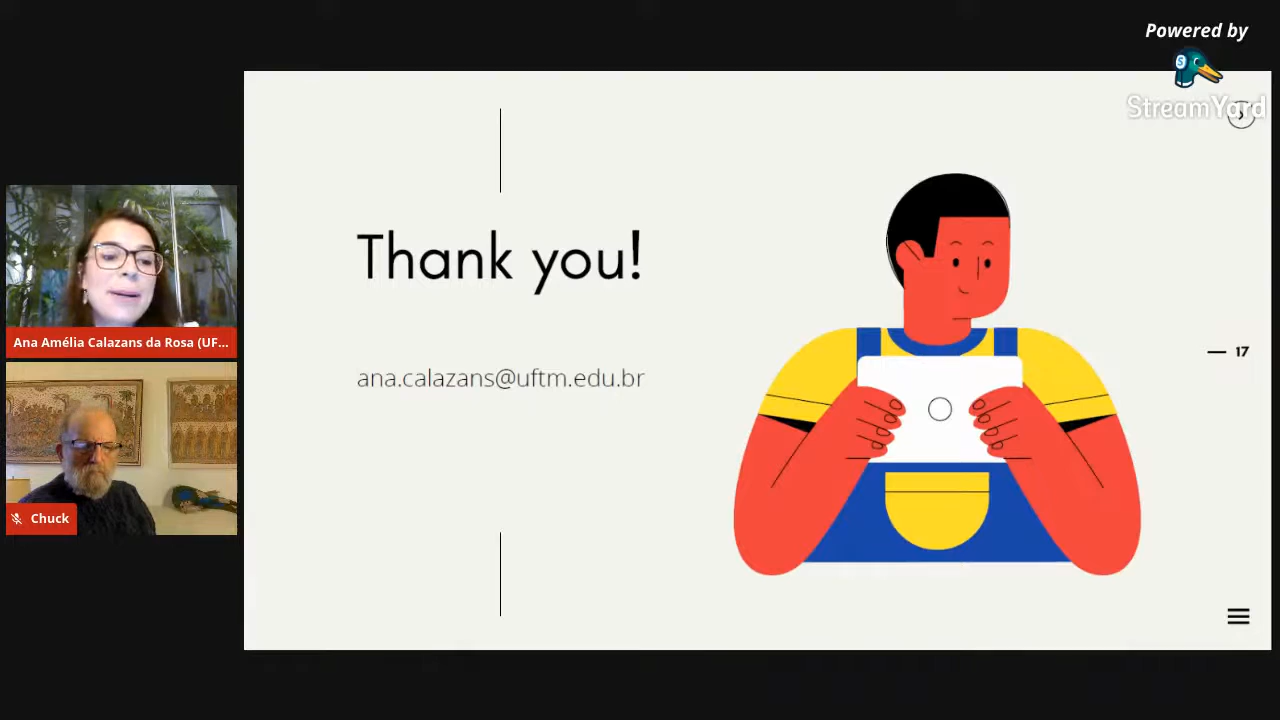 Powered by
StreamYard
Thank you!
ana.calazans@uftm.edu.br
17
Ana Amélia Calazans da Rosa (UF...
Chuck